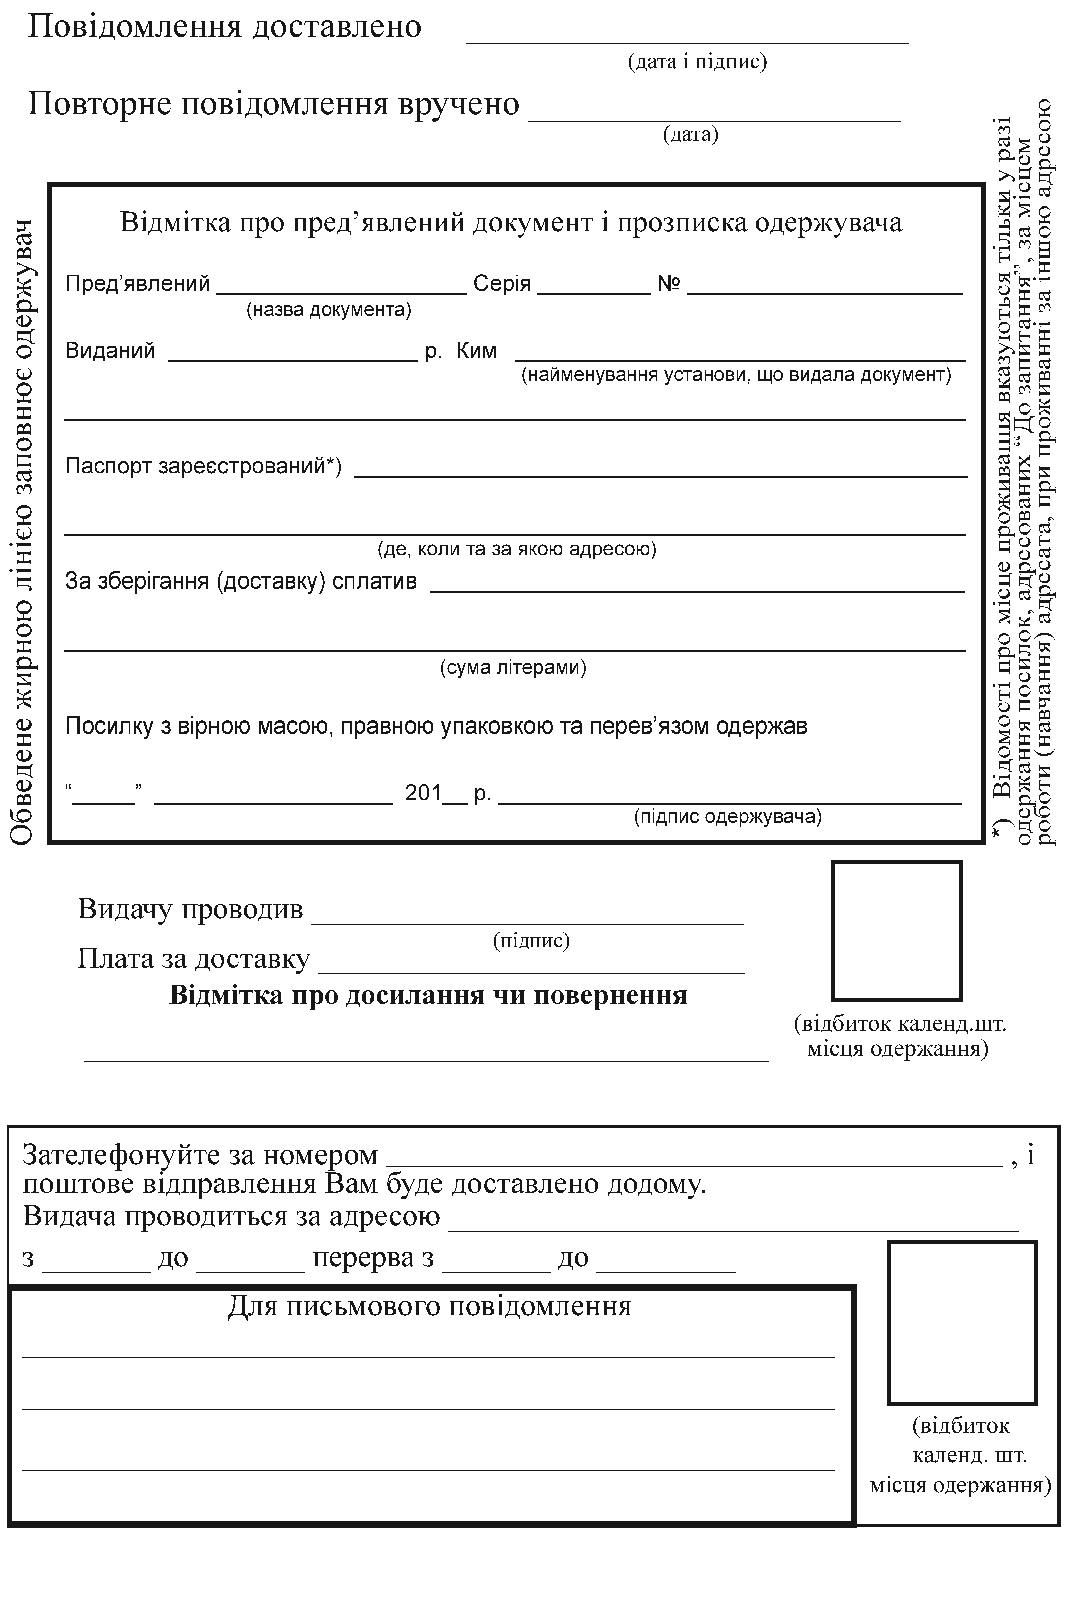 Повідомлення доставлено ____________
(дата і підпис)
Повторне повідомлення вручено ____________
(дата)
Обведене жирною лінією заповнює одержувач
Відмітка про пред’явлений документ і прозписка одержувача
Пред’явлений ____________ Серія ______ № ____________
(назва документа)
Виданий ____________ р. Ким ____________
(найменування установи, що видала документ)
Паспорт зареєстрований*) ____________
(де, коли та за якою адресою)
За зберігання (доставку) сплатив ____________
(сума літерами)
Посилку з вірною масою, правною упаковкою та перев’язом одержав
“_____” ____________ 201__ р. ____________
(підпис одержувача)
*) Відомості про місце проживання вказуються тільки у разі
одержання посилок, адресованих “До запитання”, за місцем
роботи (навчання) адресата, при проживанні за іншою адресою
Видачу проводив ____________
(підпис)
Плата за доставку ____________
Відмітка про досилання чи повернення
(відбиток календ.шт.
місця одержання)
Зателефонуйте за номером ____________ , і
поштове відправлення Вам буде доставлено додому.
Видача проводиться за адресою ____________
з ______ до ______ перерва з ______ до ______
Для письмового повідомлення
(відбиток
календ. шт.
місця одержання)